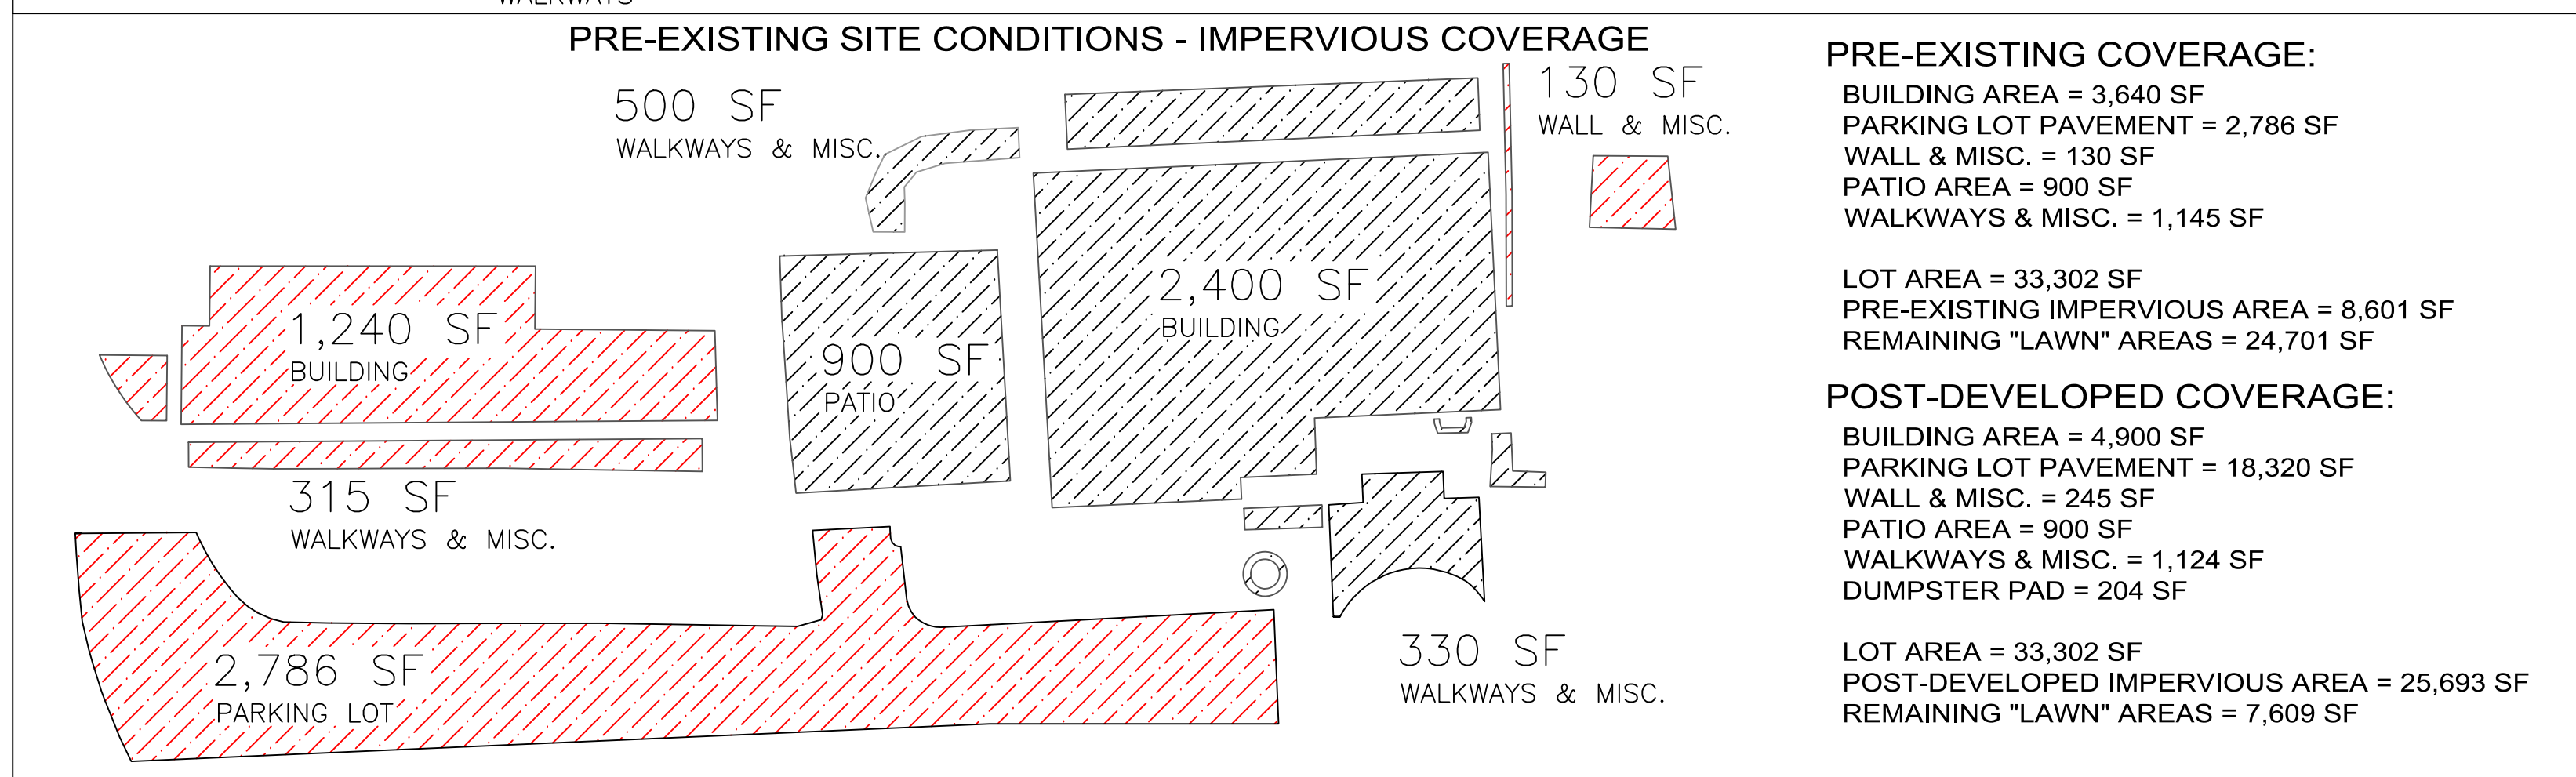 WALKWAYS
PRE-EXISTING SITE CONDITIONS - IMPERVIOUS COVERAGE
500 SF
WALKWAYS & MISC.
130 SF
WALL & MISC.
1,240 SF
BUILDING
900 SF
PATIO
2,400 SF
BUILDING
315 SF
WALKWAYS & MISC.
2,786 SF
PARKING LOT
330 SF
WALKWAYS & MISC.
PRE-EXISTING COVERAGE:
BUILDING AREA = 3,640 SF
PARKING LOT PAVEMENT = 2,786 SF
WALL & MISC. = 130 SF
PATIO AREA = 900 SF
WALKWAYS & MISC. = 1,145 SF
LOT AREA = 33,302 SF
PRE-EXISTING IMPERVIOUS AREA = 8,601 SF
REMAINING "LAWN" AREAS = 24,701 SF
POST-DEVELOPED COVERAGE:
BUILDING AREA = 4,900 SF
PARKING LOT PAVEMENT = 18,320 SF
WALL & MISC. = 245 SF
PATIO AREA = 900 SF
WALKWAYS & MISC. = 1,124 SF
DUMPSTER PAD = 204 SF
LOT AREA = 33,302 SF
POST-DEVELOPED IMPERVIOUS AREA = 25,693 SF
REMAINING "LAWN" AREAS = 7,609 SF